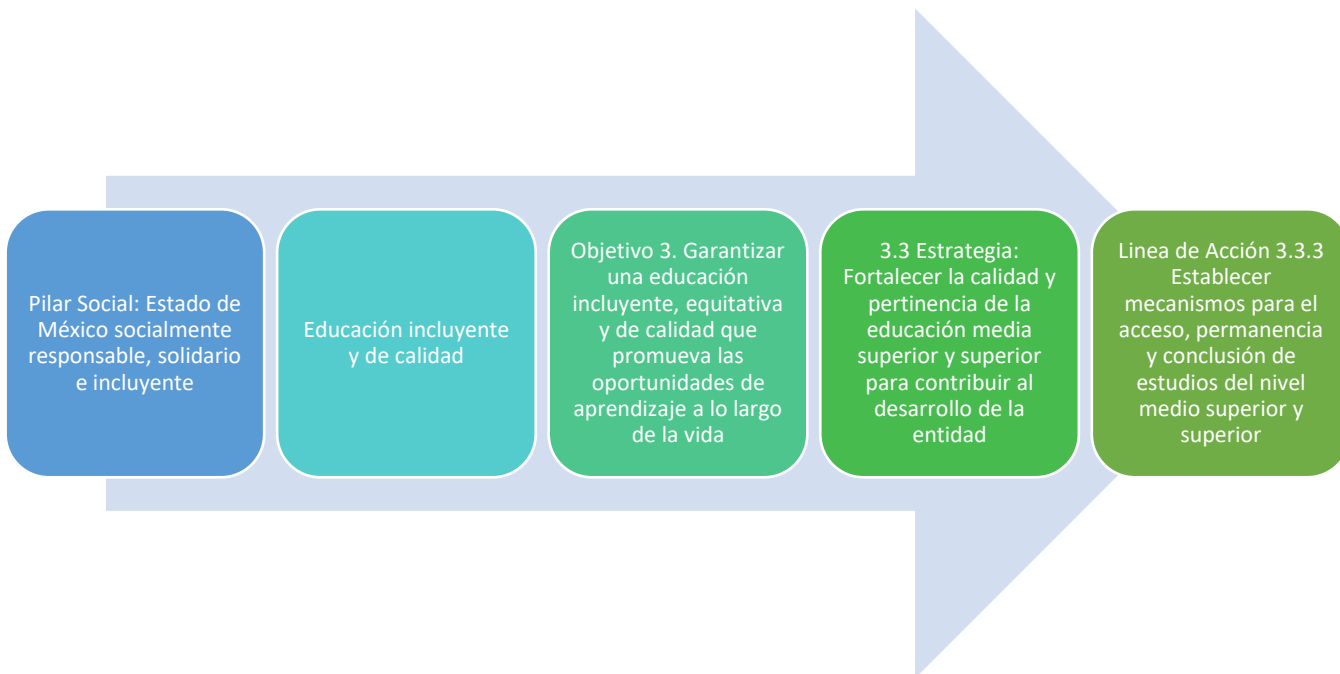 Pilar Social: Estado de
México socialmente
responsable, solidario
e incluyente
Educación incluyente
y de calidad
Objetivo 3. Garantizar
una educación
incluyente, equitativa
y de calidad que
promueva las
oportunidades de
aprendizaje a lo largo
de la vida
3.3 Estrategia:
Fortalecer la calidad y
pertinencia de la
educación media
superior y superior
para contribuir al
desarrollo de la
entidad
Linea de Acción 3.3.3
Establecer
mecanismos para el
acceso, permanencia
y conclusión de
estudios del nivel
medio superior y
superior